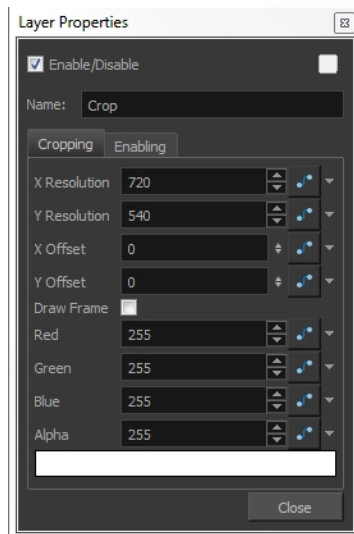 Layer Properties
Enable/Disable
Name: Crop
Cropping Enabling
X Resolution 720
Y Resolution 540
X Offset 0
Y Offset 0
Draw Frame
Red 255
Green 255
Blue 255
Alpha 255
Close